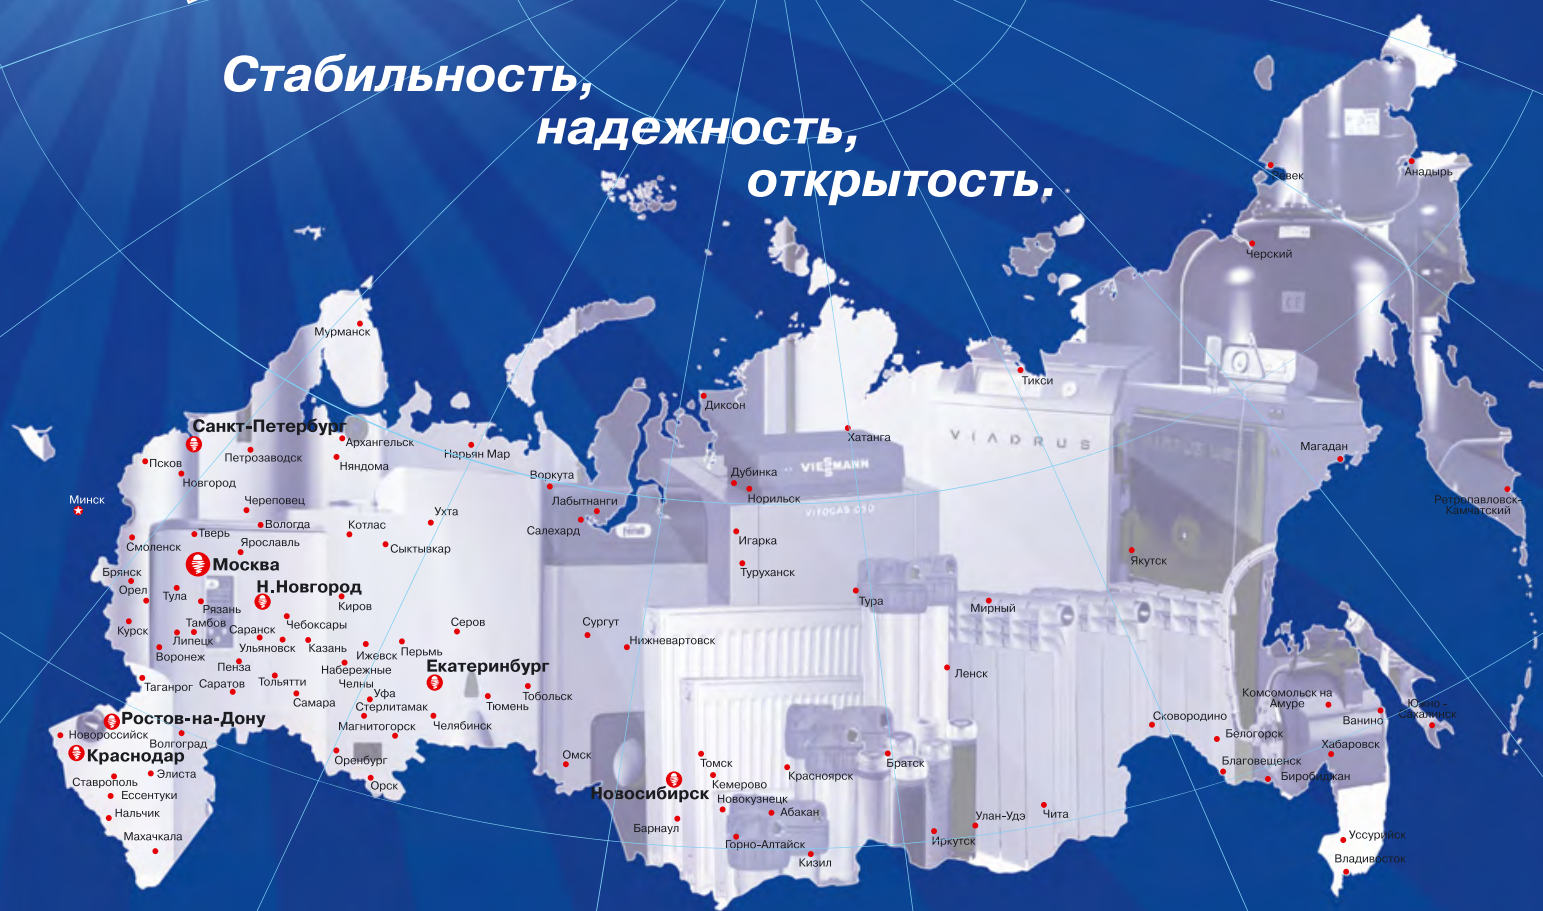 Стабильность,
надежность,
открытость.
Анадырь
Черский
Мурманск
Тикси
Диксон
Хатанга
VIADRUS
Магадан
Санкт-Петербург
Архангельск
Петрозаводск
Няндома
Нарьян Мар
Псков
Новгород
Воркута
Дубинка
VIESSMANN
Норильск
VITOGAS 050
Минск
Череповец
Лабытнанги
Салехард
Ухта
Вологда
Котлас
Тверь
Смоленск
Ярославль
Сыктывкар
Игарка
Петропавловск-
Камчатский
Москва
Туруханск
Якутск
Брянск
Орел
Тула
Н.Новгород
Рязань
Киров
Тура
Мирный
Курск
Тамбов
Липецк
Саранск
Чебоксары
Серов
Сургут
Нижневартовск
Воронеж
Ульяновск
Казань
Ижевск
Перьмь
Пенза
Набережные
Челны
Екатеринбург
Ленск
Таганрог
Саратов
Тольятти
Самара
Уфа
Стерлитамак
Тюмень
Тобольск
Комсомольск на
Амуре
Ванино
Южно -
Сахалинск
Ростов-на-Дону
Магнитогорск
Челябинск
Сковородино
Новороссийск
Волгоград
Белогорск
Хабаровск
Краснодар
Оренбург
Омск
Томск
Братск
Благовещенск
Биробиджан
Ставрополь
Элиста
Орск
Кемерово
Красноярск
Ессентуки
Новосибирск
Новокузнецк
Абакан
Нальчик
Барнаул
Улан-Удэ
Чита
Махачкала
Горно-Алтайск
Иркутск
Кизил
Уссурийск
Владивосток